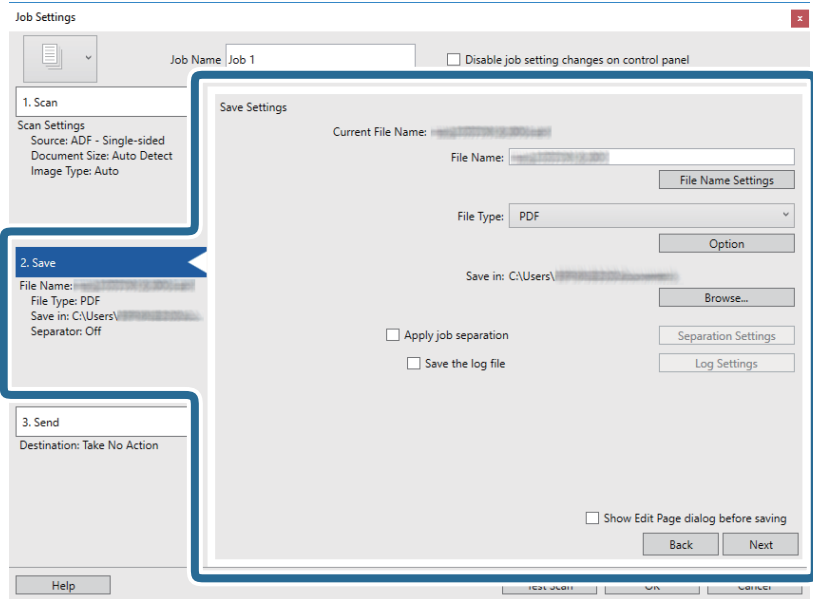 Job Settings
x
Job Name Job 1
Disable job setting changes on control panel
1. Scan
Scan Settings
Source: ADF - Single-sided
Document Size: Auto Detect
Image Type: Auto
2. Save
File Name:
File Type: PDF
Save in: C:\Users\
Separator: Off
3. Send
Destination: Take No Action
Save Settings
Current File Name:
File Name:
File Name Settings
File Type: PDF
Option
Save in: C:\Users\
Browse...
Apply job separation
Separation Settings
Save the log file
Log Settings
Show Edit Page dialog before saving
Back
Next
Help
Test Scan
OK
Cancel